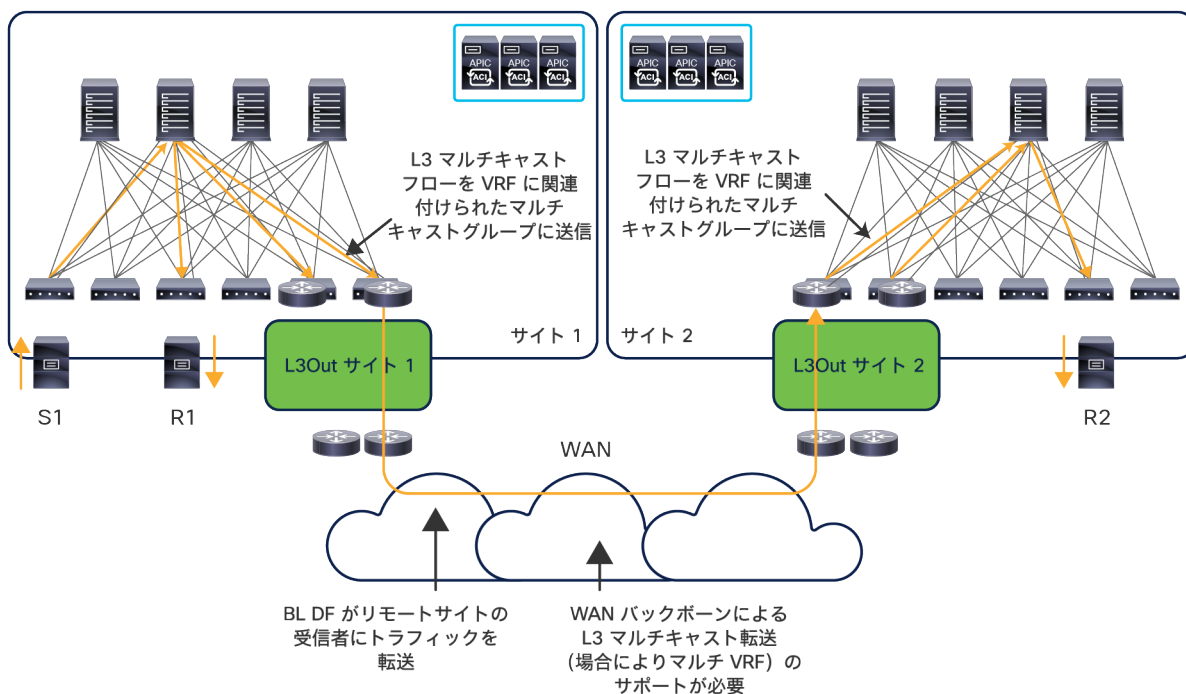 APIC
APIC
APIC
ACI
ACI
ACI
APIC
APIC
APIC
ACI
ACI
ACI
L3 マルチキャスト
フローを VRF に関連
付けられたマルチ
キャストグループに送信
L3 マルチキャスト
フローを VRF に関連
付けられたマルチ
キャストグループに送信
サイト 1
サイト 2
L3Out サイト 1
L3Out サイト 2
S1
R1
R2
WAN
BL DF がリモートサイトの
受信者にトラフィックを
転送
WAN バックボーンによる
L3 マルチキャスト転送
（場合によりマルチ VRF）の
サポートが必要